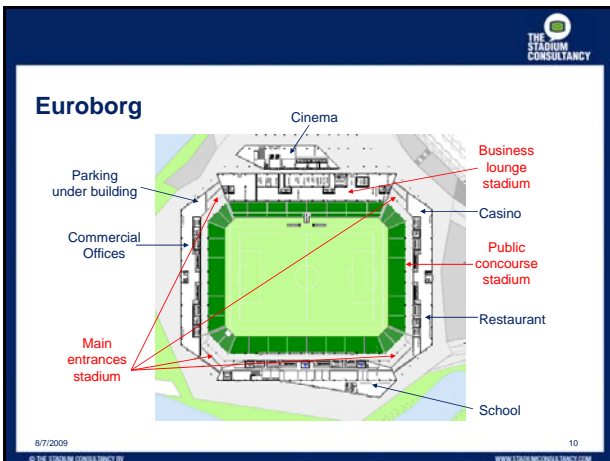 THE
STADIUM
CONSULTANCY
Euroborg
Cinema
Business
lounge
stadium
Parking
under building
Casino
Commercial
Offices
Public
concourse
stadium
Restaurant
Main
entrances
stadium
School
8/7/2009
10
© THE STADIUM CONSULTANCY BV
WWW.STADIUMCONSULTANCY.COM